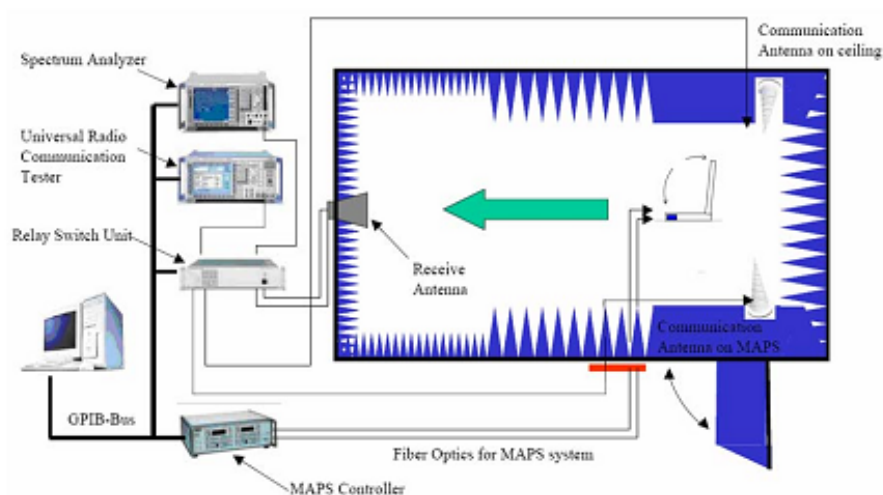 Communication
Antenna on ceiling
Spectrum Analyzer
Universal Radio
Communication
Tester
Relay Switch Unit
Receive
Antenna
Communication
Antenna on MAPS
GPIB-Bus
Fiber Optics for MAPS system
MAPS Controller